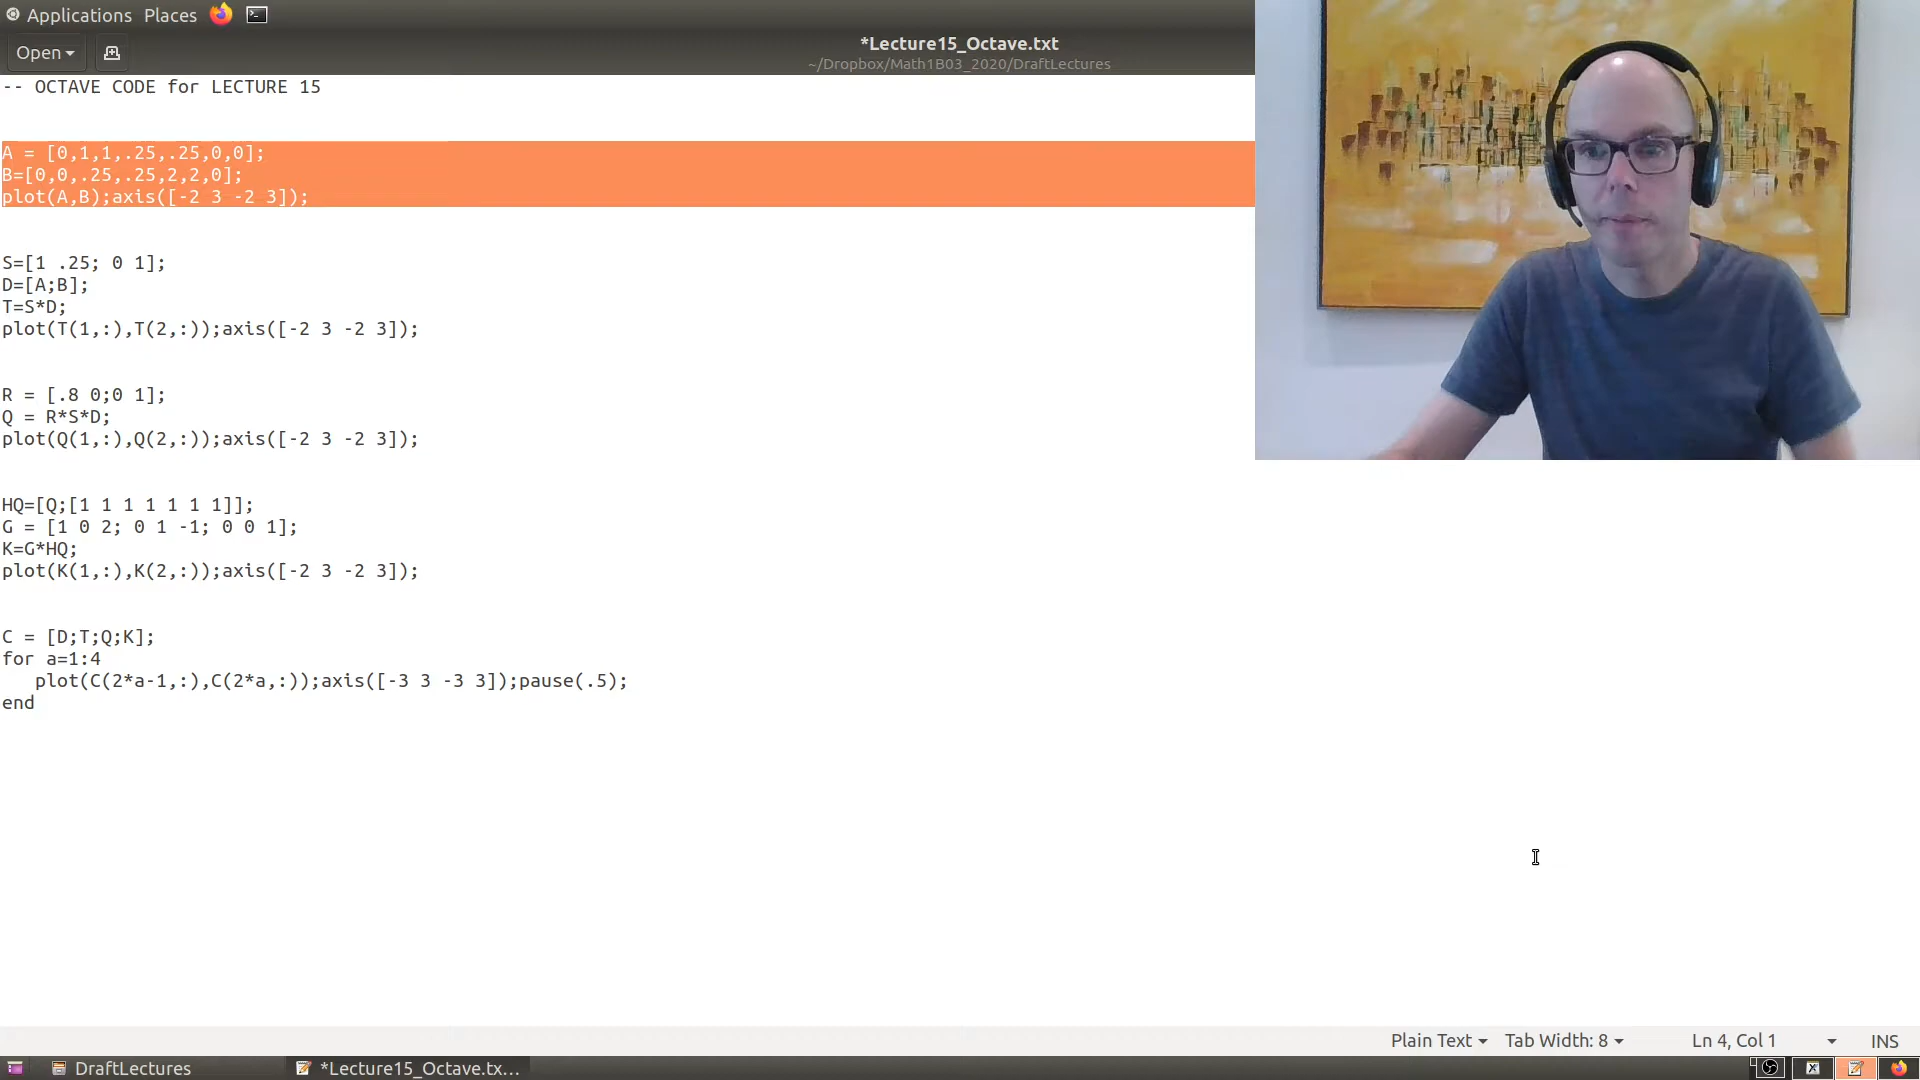 Applications Places
Open
*Lecture15_Octave.txt
~/Dropbox/Math1B03_2020/DraftLectures
-- OCTAVE CODE for LECTURE 15
A = [0,1,1,.25,.25,0,0];
B=[0,0,.25,.25,2,2,0];
plot(A,B);axis([-2 3 -2 3]);
S=[1 .25; 0 1];
D=[A;B];
T=S*D;
plot(T(1,:),T(2,:));axis([-2 3 -2 3]);
R = [.8 0;0 1];
Q = R*S*D;
plot(Q(1,:),Q(2,:));axis([-2 3 -2 3]);
HQ=[Q;[1 1 1 1 1 1 1]];
G = [1 0 2; 0 1 -1; 0 0 1];
K=G*HQ;
plot(K(1,:),K(2,:));axis([-2 3 -2 3]);
C = [D;T;Q;K];
for a=1:4
   plot(C(2*a-1,:),C(2*a,:));axis([-3 3 -3 3]);pause(.5);
end
Plain Text Tab Width: 8 Ln 4, Col 1 INS
DraftLectures *Lecture15_Octave.tx...